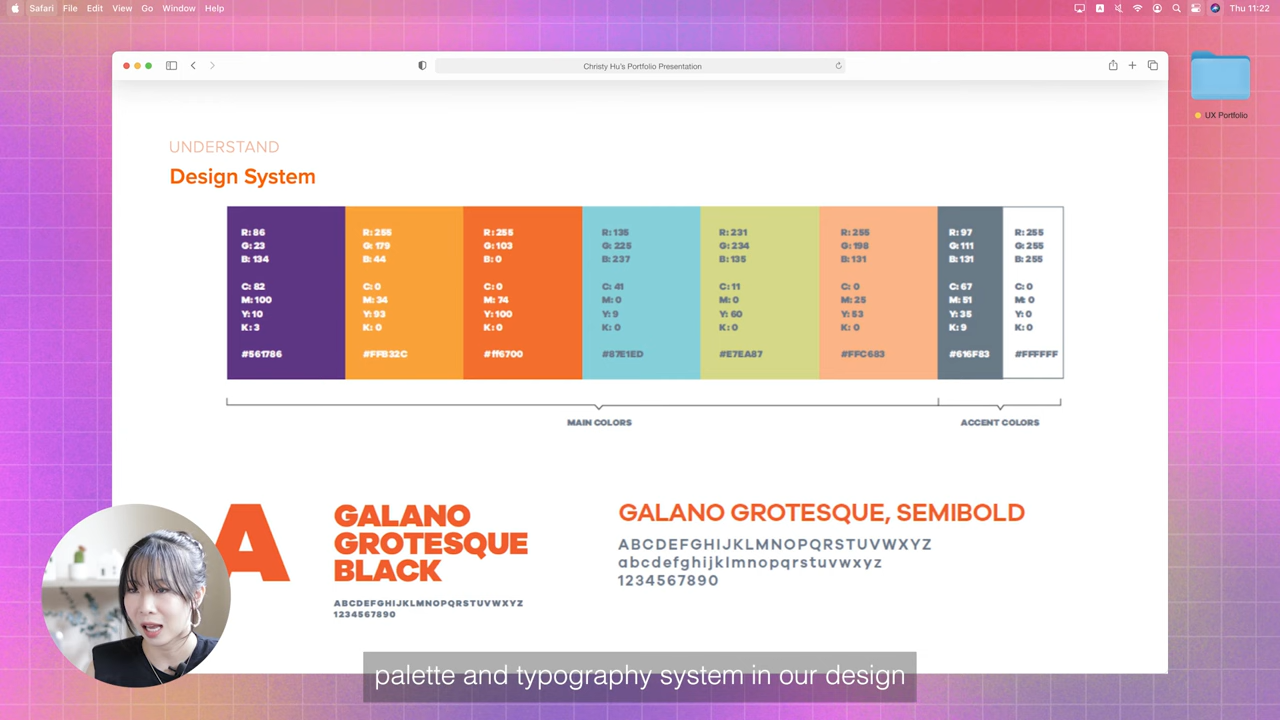 Safari File Edit View Go Window Help
A
Thu 11:22
Christy Hu's Portfolio Presentation
UX Portfolio
UNDERSTAND
Design System
R: 86
G: 23
B: 134
C: 82
M: 100
Y: 10
K: 3
#561786
R: 255
G: 179
B: 44
C: 0
M: 34
Y: 93
K: 0
#FFB32C
R: 255
G: 103
B: 0
C: 0
M: 74
Y: 100
K: 0
#ff6700
R: 135
G: 225
B: 237
C: 41
M: 0
Y: 9
K: 0
#87E1ED
R: 231
G: 234
B: 135
C: 11
M: 0
Y: 60
K: 0
#E7EA87
R: 255
G: 198
B: 131
C: 0
M: 25
Y: 53
K: 0
#FFC683
R: 97
G: 111
B: 131
C: 67
M: 51
Y: 35
K: 9
#616F83
R: 255
G: 255
B: 255
C: 0
M: 0
Y: 0
K: 0
#FFFFFF
MAIN COLORS
ACCENT COLORS
A
GALANO
GROTESQUE
BLACK
ABCDEFGHIJKLMNOPQRSTUVWXYZ
1234567890
GALANO GROTESQUE, SEMIBOLD
ABCDEFGHIJKLMNOPQRSTUVWXYZ
abcdefghijklmnopqrstuvwxyz
1234567890
palette and typography system in our design